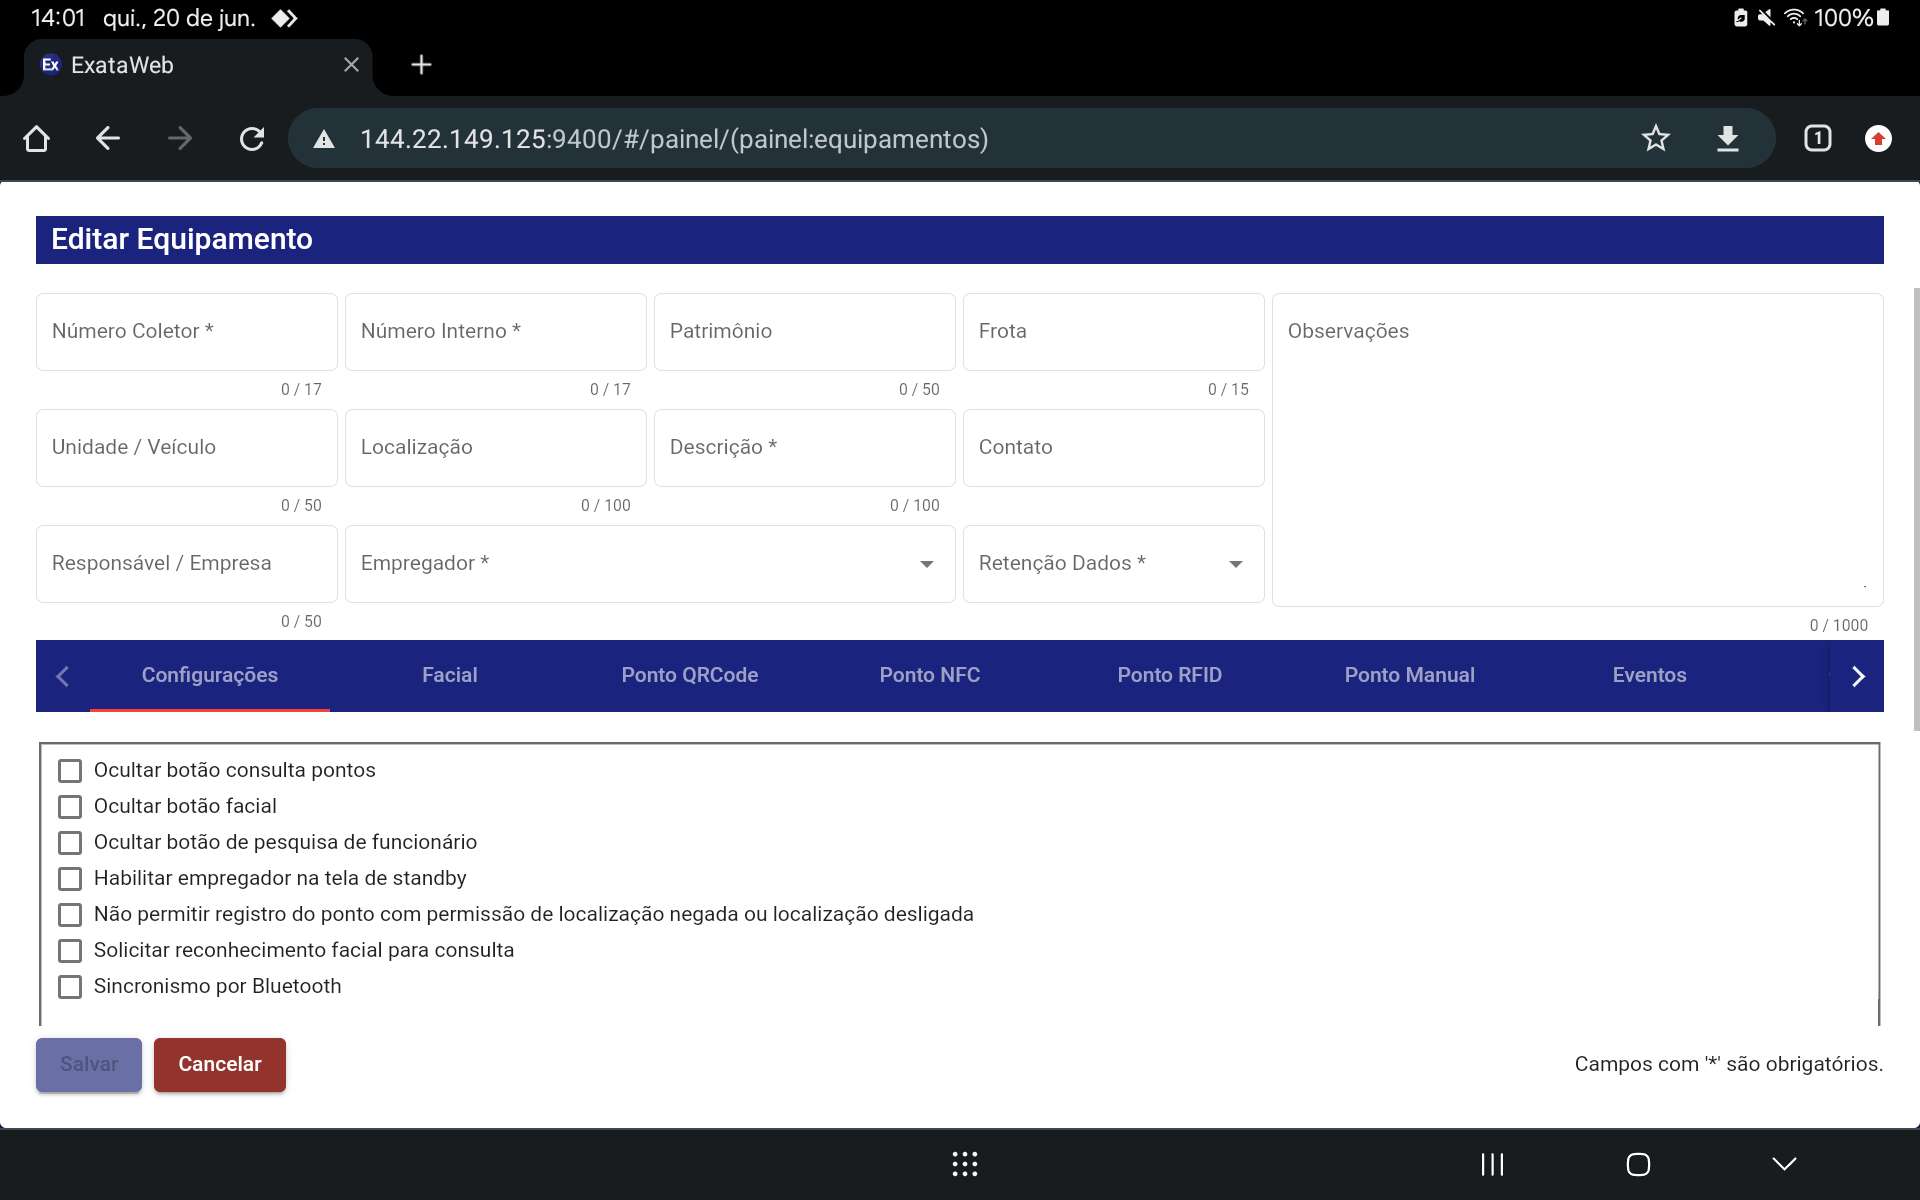 14:01 qui., 20 de jun. 100%
Ex ExataWeb
144.22.149.125:9400/#/painel/(painel:equipamentos) 1
Editar Equipamento
Número Coletor * Número Interno * Patrimônio Frota Observações
0 / 17 0 / 17 0 / 50 0 / 15
Unidade / Veículo Localização Descrição * Contato
0 / 50 0 / 100 0 / 100
Responsável / Empresa Empregador * Retenção Dados *
0 / 50 0 / 1000
Configurações Facial Ponto QRCode Ponto NFC Ponto RFID Ponto Manual Eventos
Ocultar botão consulta pontos
Ocultar botão facial
Ocultar botão de pesquisa de funcionário
Habilitar empregador na tela de standby
Não permitir registro do ponto com permissão de localização negada ou localização desligada
Solicitar reconhecimento facial para consulta
Sincronismo por Bluetooth
Salvar Cancelar Campos com '*' são obrigatórios.